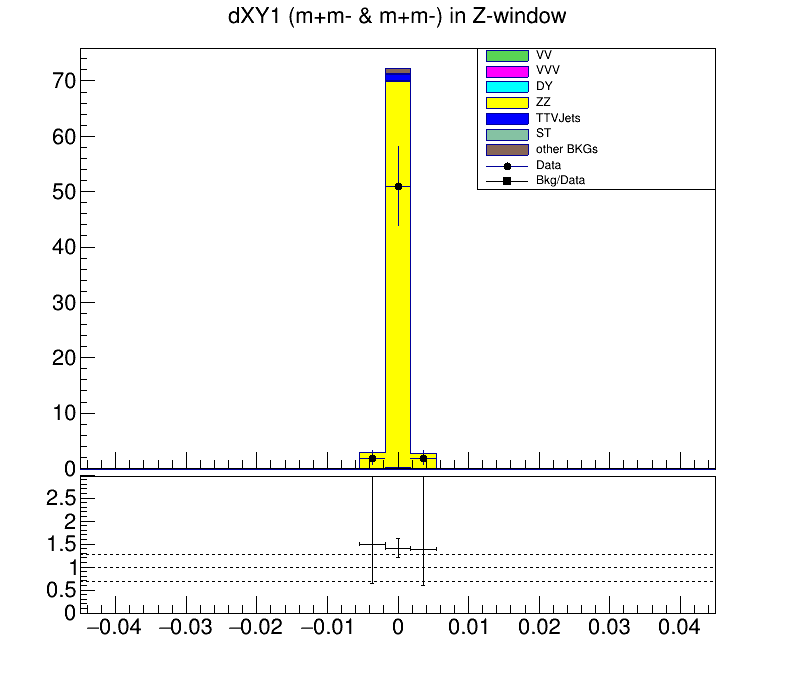 dXY1 (m+m- & m+m-) in Z-window
VV
VVV
DY
ZZ
TTVJets
ST
other BKGs
Data
Bkg/Data
70
60
50
40
30
20
10
0
2.5
2
1.5
1
0.5
0
−0.04 −0.03 −0.02 −0.01 0 0.01 0.02 0.03 0.04